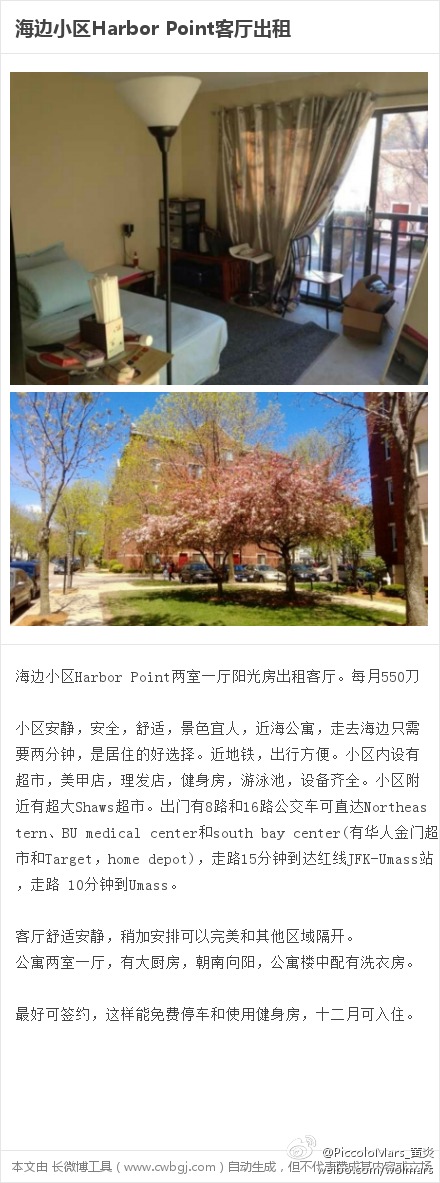 海边小区Harbor Point客厅出租
海边小区Harbor Point两室一厅阳光房出租客厅。每月550刀
小区安静，安全，舒适，景色宜人，近海公寓，走去海边只需
要两分钟，是居住的好选择。近地铁，出行方便。小区内设有
超市，美甲店，理发店，健身房，游泳池，设备齐全。小区附
近有超大Shaws超市。出门有8路和16路公交车可直达Northeas
tern、BU medical center和south bay center(有华人金门超
市和Target，home depot)，走路15分钟到达红线JFK-Umass站
，走路 10分钟到Umass。
客厅舒适安静，稍加安排可以完美和其他区域隔开。
公寓两室一厅，有大厨房，朝南向阳，公寓楼中配有洗衣房。
最好可签约，这样能免费停车和使用健身房，十二月可入住。
@PiccoloMars_黄炎
weibo.com/wolmars
本文由 长微博工具（www.cwbgj.com）自动生成，但不代表赞成其内容或立场